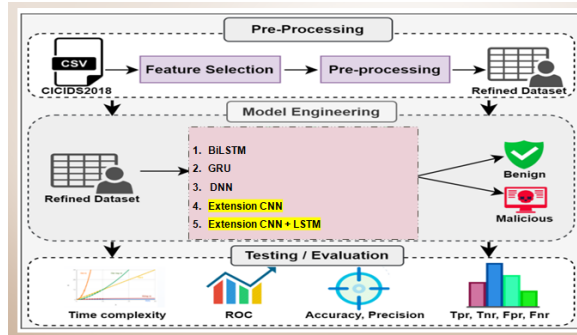 Pre-Processing
CSV
CICIDS2018
Feature Selection
Pre-processing
Refined Dataset
Model Engineering
Refined Dataset
1. BiLSTM
2. GRU
3. DNN
4. Extension CNN
5. Extension CNN + LSTM
Benign
Malicious
Testing / Evaluation
Time complexity
ROC
Accuracy, Precision
Tpr, Tnr, Fpr, Fnr